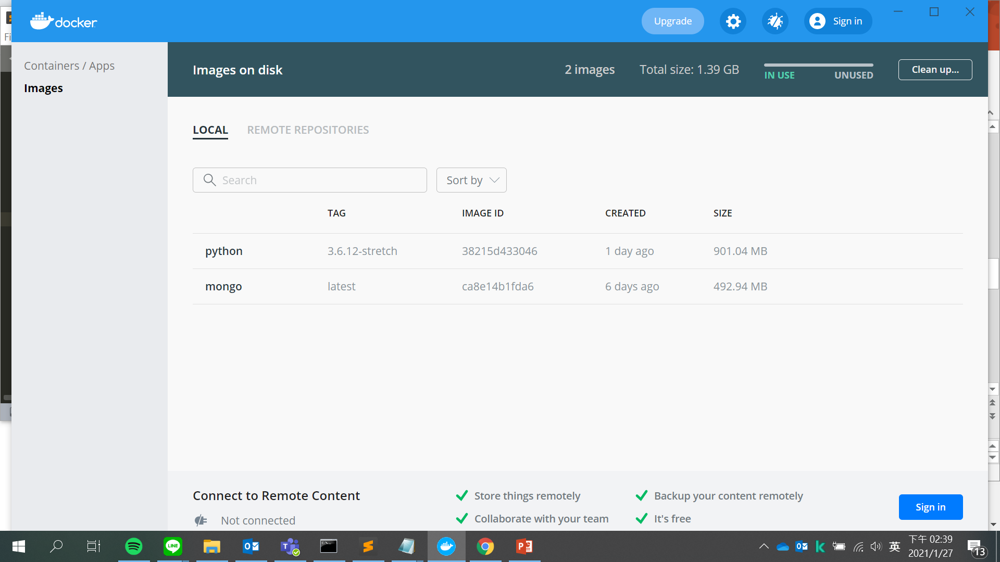 docker
Upgrade
Sign in
Fi
Containers / Apps
Images
Images on disk
2 images
Total size: 1.39 GB
IN USE
UNUSED
Clean up...
LOCAL
REMOTE REPOSITORIES
Search
Sort by
TAG IMAGE ID CREATED SIZE
python 3.6.12-stretch 38215d433046 1 day ago 901.04 MB
mongo latest ca8e14b1fda6 6 days ago 492.94 MB
Connect to Remote Content
Not connected
Store things remotely
Backup your content remotely
Collaborate with your team
It's free
Sign in
LINE
英
下午 02:39
2021/1/27
13